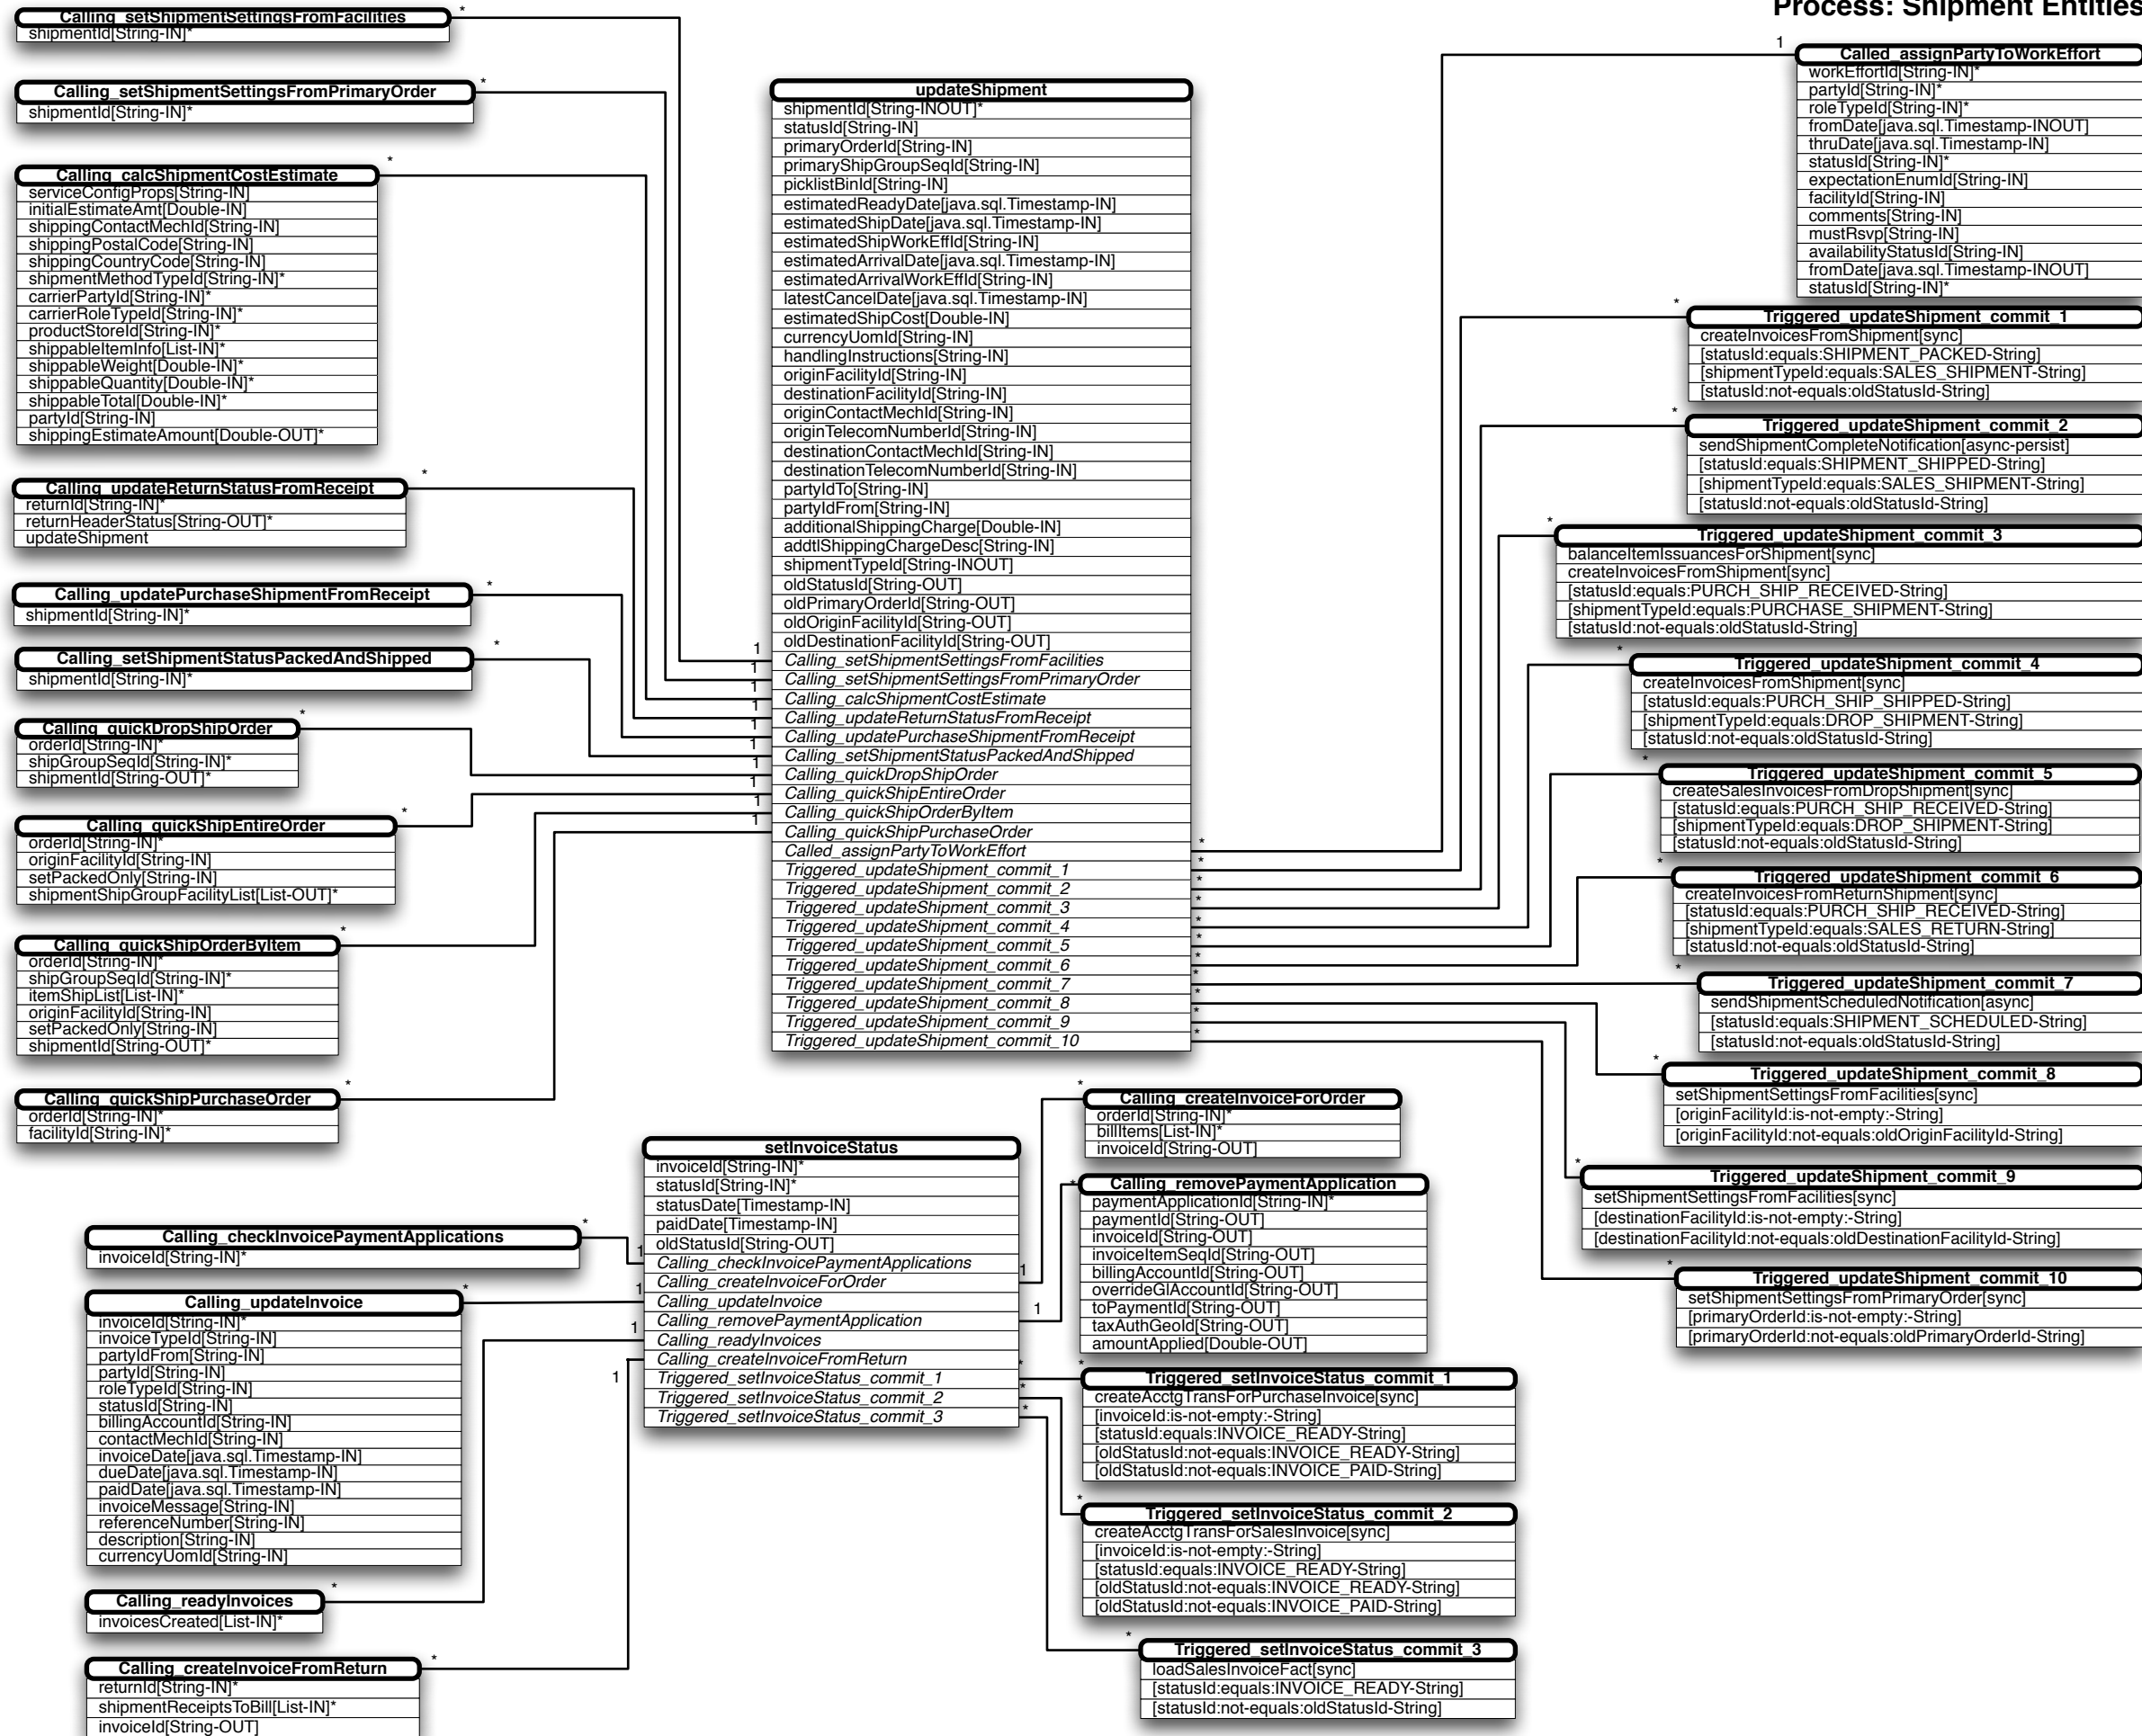 Process: Shipment Entities
Calling_setShipmentSettingsFromFacilities
shipmentId[String-IN]*
Calling_setShipmentSettingsFromPrimaryOrder
shipmentId[String-IN]*
Calling_calcShipmentCostEstimate
serviceConfigProps[String-IN]
initialEstimateAmt[Double-IN]
shippingContactMechId[String-IN]
shippingPostalCode[String-IN]
shippingCountryCode[String-IN]
shipmentMethodTypeId[String-IN]*
carrierPartyId[String-IN]*
carrierRoleTypeId[String-IN]*
productStoreId[String-IN]*
shippableItemInfo[List-IN]*
shippableWeight[Double-IN]*
shippableQuantity[Double-IN]*
shippableTotal[Double-IN]*
partyId[String-IN]
shippingEstimateAmount[Double-OUT]*
Calling_updateReturnStatusFromReceipt
returnId[String-IN]*
returnHeaderStatus[String-OUT]*
updateShipment
Calling_updatePurchaseShipmentFromReceipt
shipmentId[String-IN]*
Calling_setShipmentStatusPackedAndShipped
shipmentId[String-IN]*
Calling_quickDropShipOrder
orderId[String-IN]*
shipGroupSeqId[String-IN]*
shipmentId[String-OUT]*
Calling_quickShipEntireOrder
orderId[String-IN]*
originFacilityId[String-IN]
setPackedOnly[String-IN]
shipmentShipGroupFacilityList[List-OUT]*
Calling_quickShipOrderByItem
orderId[String-IN]*
shipGroupSeqId[String-IN]*
itemShipList[List-IN]*
originFacilityId[String-IN]
setPackedOnly[String-IN]
shipmentId[String-OUT]*
Calling_quickShipPurchaseOrder
orderId[String-IN]*
facilityId[String-IN]*
updateShipment
shipmentId[String-INOUT]*
statusId[String-IN]
primaryOrderId[String-IN]
primaryShipGroupSeqId[String-IN]
picklistBinId[String-IN]
estimatedReadyDate[java.sql.Timestamp-IN]
estimatedShipDate[java.sql.Timestamp-IN]
estimatedShipWorkEffId[String-IN]
estimatedArrivalDate[java.sql.Timestamp-IN]
estimatedArrivalWorkEffId[String-IN]
latestCancelDate[java.sql.Timestamp-IN]
estimatedShipCost[Double-IN]
currencyUomId[String-IN]
handlingInstructions[String-IN]
originFacilityId[String-IN]
destinationFacilityId[String-IN]
originContactMechId[String-IN]
originTelecomNumberId[String-IN]
destinationContactMechId[String-IN]
destinationTelecomNumberId[String-IN]
partyIdTo[String-IN]
partyIdFrom[String-IN]
additionalShippingCharge[Double-IN]
addtlShippingChargeDesc[String-IN]
shipmentTypeId[String-INOUT]
oldStatusId[String-OUT]
oldPrimaryOrderId[String-OUT]
oldOriginFacilityId[String-OUT]
oldDestinationFacilityId[String-OUT]
Calling_setShipmentSettingsFromFacilities
Calling_setShipmentSettingsFromPrimaryOrder
Calling_calcShipmentCostEstimate
Calling_updateReturnStatusFromReceipt
Calling_updatePurchaseShipmentFromReceipt
Calling_setShipmentStatusPackedAndShipped
Calling_quickDropShipOrder
Calling_quickShipEntireOrder
Calling_quickShipOrderByItem
Calling_quickShipPurchaseOrder
Called_assignPartyToWorkEffort
Triggered_updateShipment_commit_1
Triggered_updateShipment_commit_2
Triggered_updateShipment_commit_3
Triggered_updateShipment_commit_4
Triggered_updateShipment_commit_5
Triggered_updateShipment_commit_6
Triggered_updateShipment_commit_7
Triggered_updateShipment_commit_8
Triggered_updateShipment_commit_9
Triggered_updateShipment_commit_10
Called_assignPartyToWorkEffort
workEffortId[String-IN]*
partyId[String-IN]*
roleTypeId[String-IN]*
fromDate[java.sql.Timestamp-INOUT]
thruDate[java.sql.Timestamp-IN]
statusId[String-IN]*
expectationEnumId[String-IN]
facilityId[String-IN]
comments[String-IN]
mustRsvp[String-IN]
availabilityStatusId[String-IN]
fromDate[java.sql.Timestamp-INOUT]
statusId[String-IN]*
Triggered_updateShipment_commit_1
createInvoicesFromShipment[sync]
[statusId:equals:SHIPMENT_PACKED-String]
[shipmentTypeId:equals:SALES_SHIPMENT-String]
[statusId:not-equals:oldStatusId-String]
Triggered_updateShipment_commit_2
sendShipmentCompleteNotification[async-persist]
[statusId:equals:SHIPMENT_SHIPPED-String]
[shipmentTypeId:equals:SALES_SHIPMENT-String]
[statusId:not-equals:oldStatusId-String]
Triggered_updateShipment_commit_3
balanceItemIssuancesForShipment[sync]
createInvoicesFromShipment[sync]
[statusId:equals:PURCH_SHIP_RECEIVED-String]
[shipmentTypeId:equals:PURCHASE_SHIPMENT-String]
[statusId:not-equals:oldStatusId-String]
Triggered_updateShipment_commit_4
createInvoicesFromShipment[sync]
[statusId:equals:PURCH_SHIP_SHIPPED-String]
[shipmentTypeId:equals:DROP_SHIPMENT-String]
[statusId:not-equals:oldStatusId-String]
Triggered_updateShipment_commit_5
createSalesInvoicesFromDropShipment[sync]
[statusId:equals:PURCH_SHIP_RECEIVED-String]
[shipmentTypeId:equals:DROP_SHIPMENT-String]
[statusId:not-equals:oldStatusId-String]
Triggered_updateShipment_commit_6
createInvoicesFromReturnShipment[sync]
[statusId:equals:PURCH_SHIP_RECEIVED-String]
[shipmentTypeId:equals:SALES_RETURN-String]
[statusId:not-equals:oldStatusId-String]
Triggered_updateShipment_commit_7
sendShipmentScheduledNotification[async]
[statusId:equals:SHIPMENT_SCHEDULED-String]
[statusId:not-equals:oldStatusId-String]
Triggered_updateShipment_commit_8
setShipmentSettingsFromFacilities[sync]
[originFacilityId:is-not-empty:-String]
[originFacilityId:not-equals:oldOriginFacilityId-String]
Triggered_updateShipment_commit_9
setShipmentSettingsFromFacilities[sync]
[destinationFacilityId:is-not-empty:-String]
[destinationFacilityId:not-equals:oldDestinationFacilityId-String]
Triggered_updateShipment_commit_10
setShipmentSettingsFromPrimaryOrder[sync]
[primaryOrderId:is-not-empty:-String]
[primaryOrderId:not-equals:oldPrimaryOrderId-String]
setInvoiceStatus
invoiceId[String-IN]*
statusId[String-IN]*
statusDate[Timestamp-IN]
paidDate[Timestamp-IN]
oldStatusId[String-OUT]
Calling_checkInvoicePaymentApplications
Calling_createInvoiceForOrder
Calling_updateInvoice
Calling_removePaymentApplication
Calling_readyInvoices
Calling_createInvoiceFromReturn
Triggered_setInvoiceStatus_commit_1
Triggered_setInvoiceStatus_commit_2
Triggered_setInvoiceStatus_commit_3
Calling_checkInvoicePaymentApplications
invoiceId[String-IN]*
Calling_updateInvoice
invoiceId[String-IN]*
invoiceTypeId[String-IN]
partyIdFrom[String-IN]
partyId[String-IN]
roleTypeId[String-IN]
statusId[String-IN]
billingAccountId[String-IN]
contactMechId[String-IN]
invoiceDate[java.sql.Timestamp-IN]
dueDate[java.sql.Timestamp-IN]
paidDate[java.sql.Timestamp-IN]
invoiceMessage[String-IN]
referenceNumber[String-IN]
description[String-IN]
currencyUomId[String-IN]
Calling_readyInvoices
invoicesCreated[List-IN]*
Calling_createInvoiceFromReturn
returnId[String-IN]*
shipmentReceiptsToBill[List-IN]*
invoiceId[String-OUT]
Calling_createInvoiceForOrder
orderId[String-IN]*
billItems[List-IN]*
invoiceId[String-OUT]
Calling_removePaymentApplication
paymentApplicationId[String-IN]*
paymentId[String-OUT]
invoiceId[String-OUT]
invoiceItemSeqId[String-OUT]
billingAccountId[String-OUT]
overrideGlAccountId[String-OUT]
toPaymentId[String-OUT]
taxAuthGeoId[String-OUT]
amountApplied[Double-OUT]
Triggered_setInvoiceStatus_commit_1
createAcctgTransForPurchaseInvoice[sync]
[invoiceId:is-not-empty:-String]
[statusId:equals:INVOICE_READY-String]
[oldStatusId:not-equals:INVOICE_READY-String]
[oldStatusId:not-equals:INVOICE_PAID-String]
Triggered_setInvoiceStatus_commit_2
createAcctgTransForSalesInvoice[sync]
[invoiceId:is-not-empty:-String]
[statusId:equals:INVOICE_READY-String]
[oldStatusId:not-equals:INVOICE_READY-String]
[oldStatusId:not-equals:INVOICE_PAID-String]
Triggered_setInvoiceStatus_commit_3
loadSalesInvoiceFact[sync]
[statusId:equals:INVOICE_READY-String]
[statusId:not-equals:oldStatusId-String]